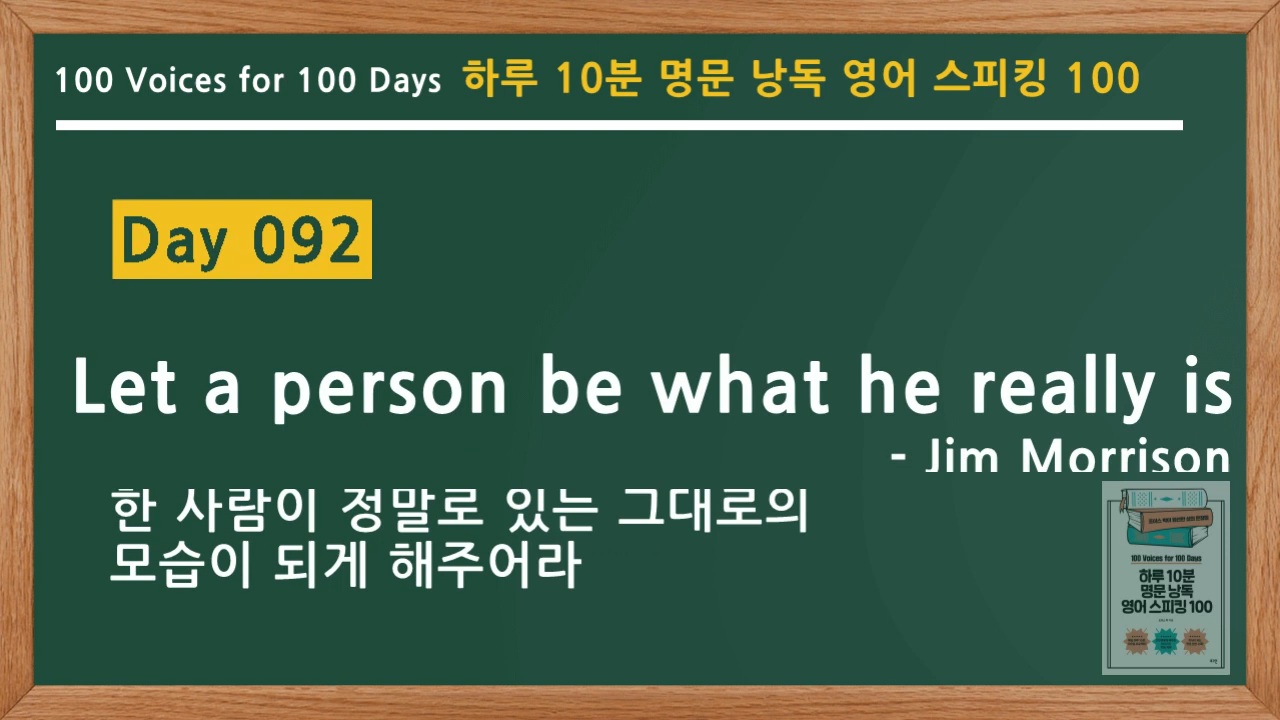 100 Voices for 100 Days 하루 10분 명문 낭독 영어 스피킹 100
Day 092
Let a person be what he really is
- Jim Morrison
한 사람이 정말로 있는 그대로의
모습이 되게 해주어라
100 Voices for 100 Days
하루 10분
명문 낭독
영어 스피킹 100